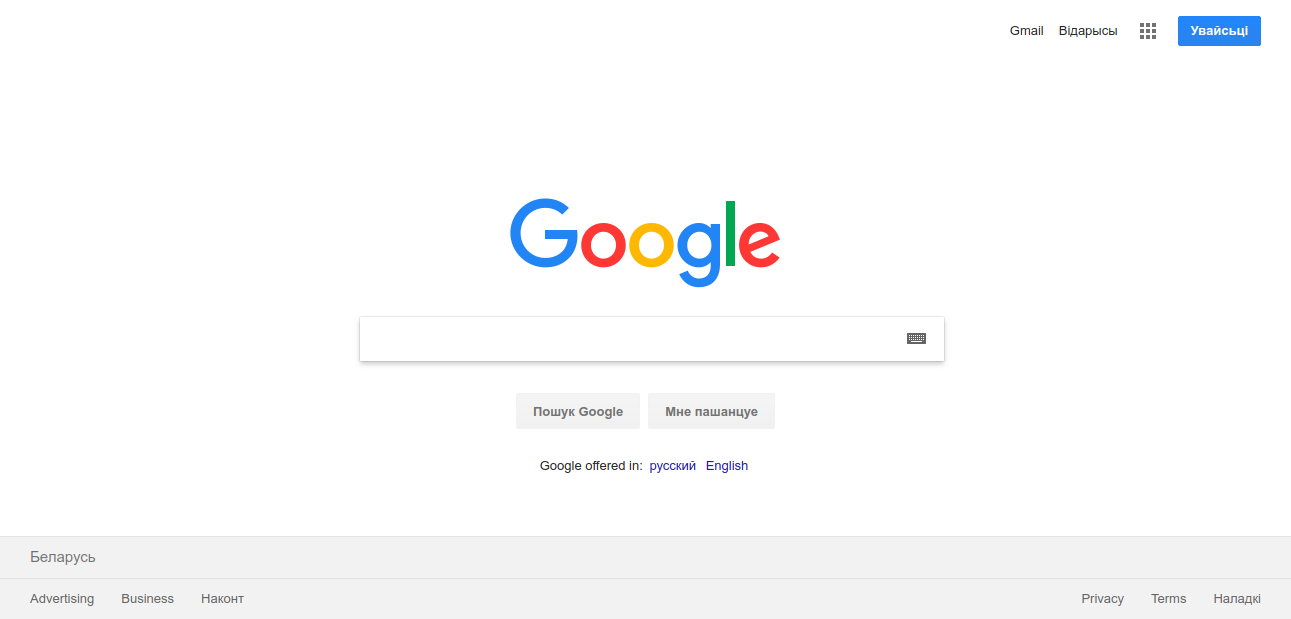 Gmail Відарысы Увайсьці
Google
Пошук Google Мне пашанцуе
Google offered in: русский English
Беларусь
Advertising Business Наконт Privacy Terms Наладкі